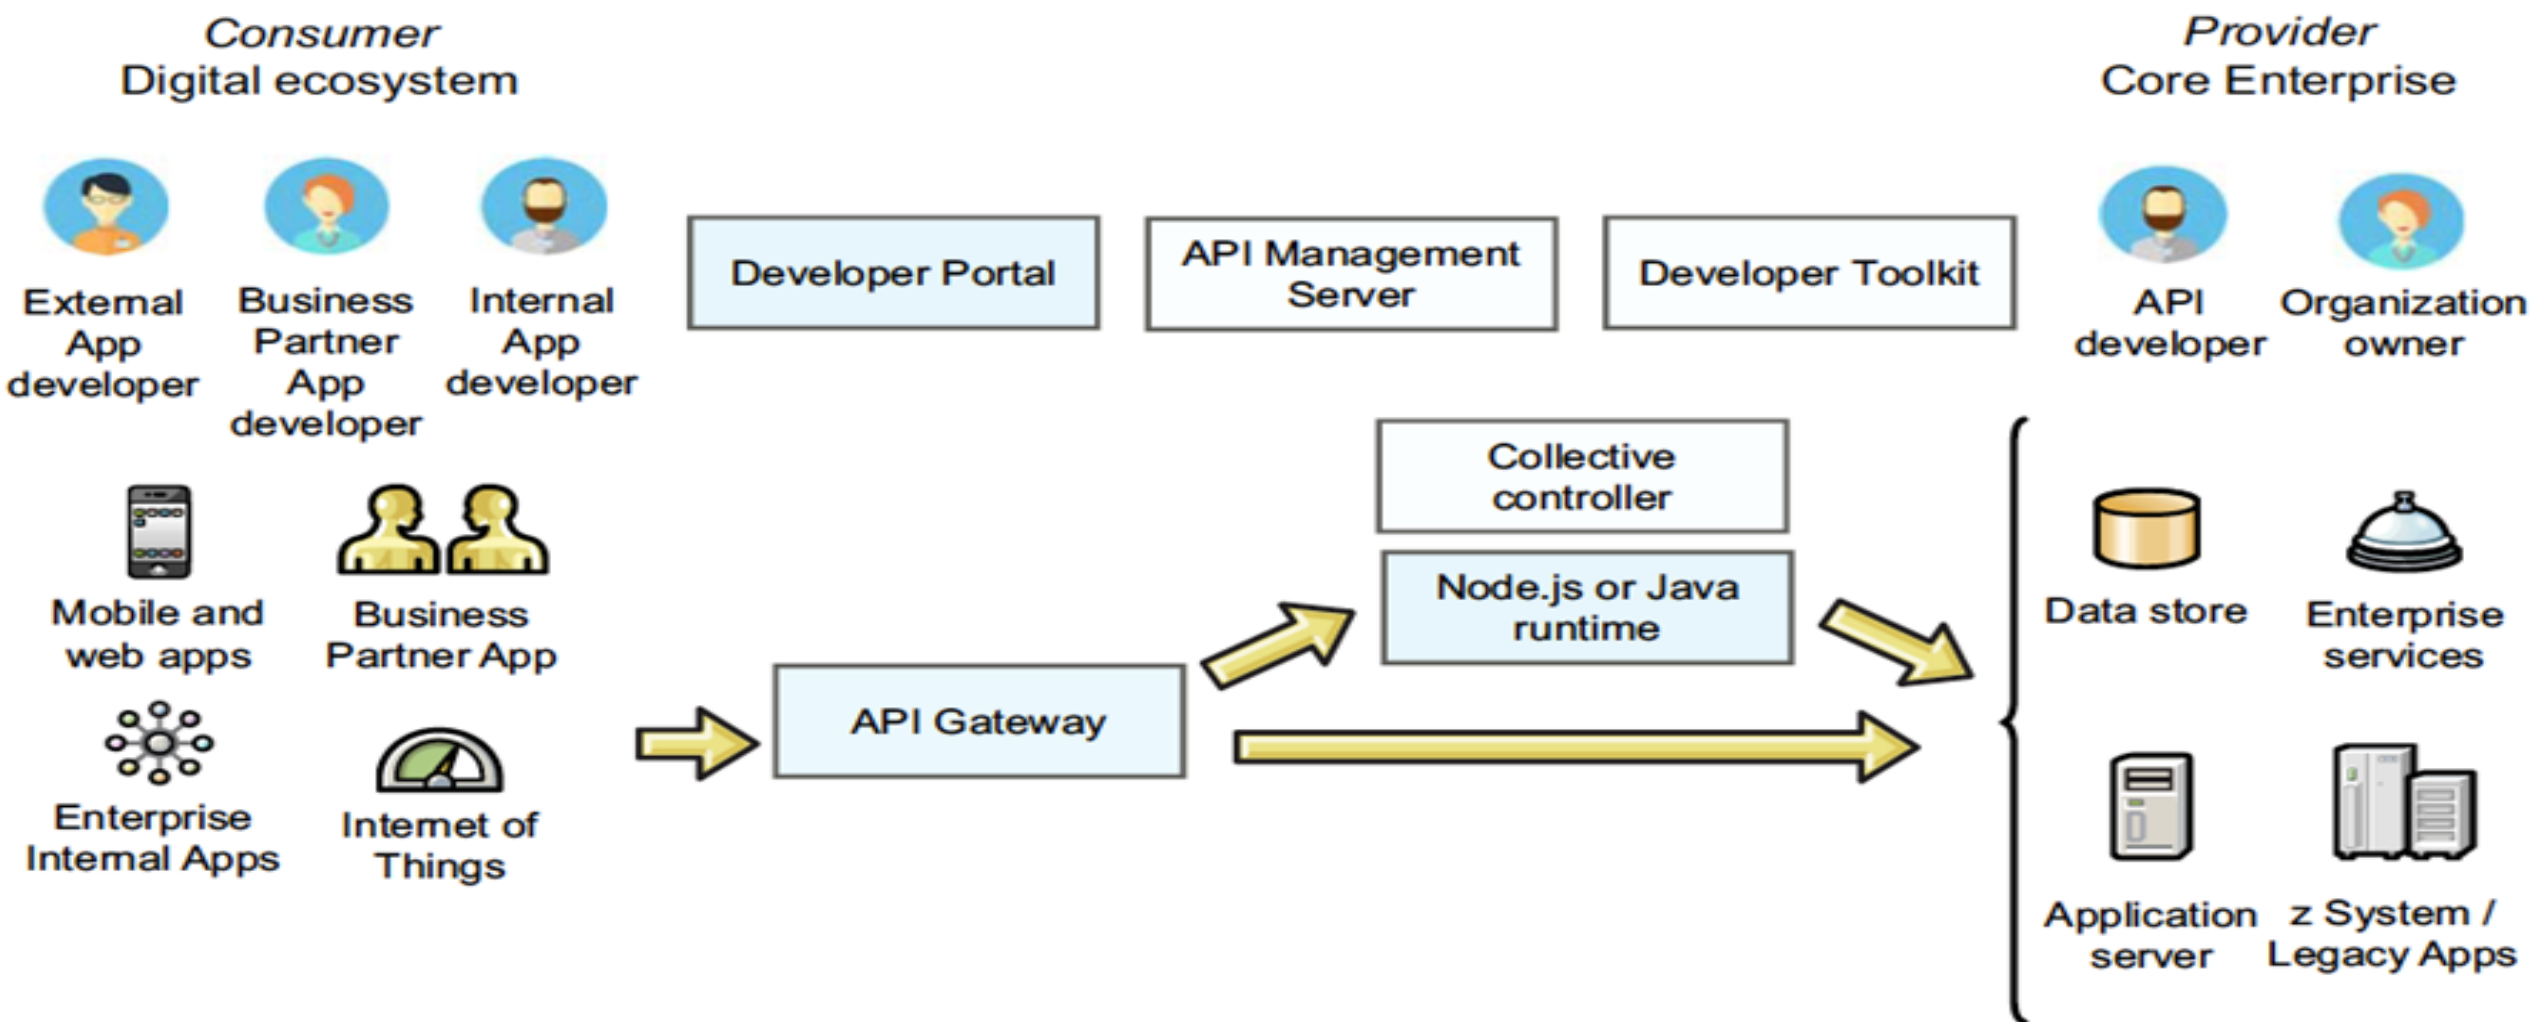 Consumer
Digital ecosystem
Provider
Core Enterprise
External
App
developer
Business
Partner
App
developer
Internal
App
developer
Developer Portal
API Management
Server
Developer Toolkit
API
developer
Organization
owner
Collective
controller
Node.js or Java
runtime
Mobile and
web apps
Business
Partner App
Data store
Enterprise
services
API Gateway
Enterprise
Internal Apps
Internet of
Things
Application
server
z System /
Legacy Apps